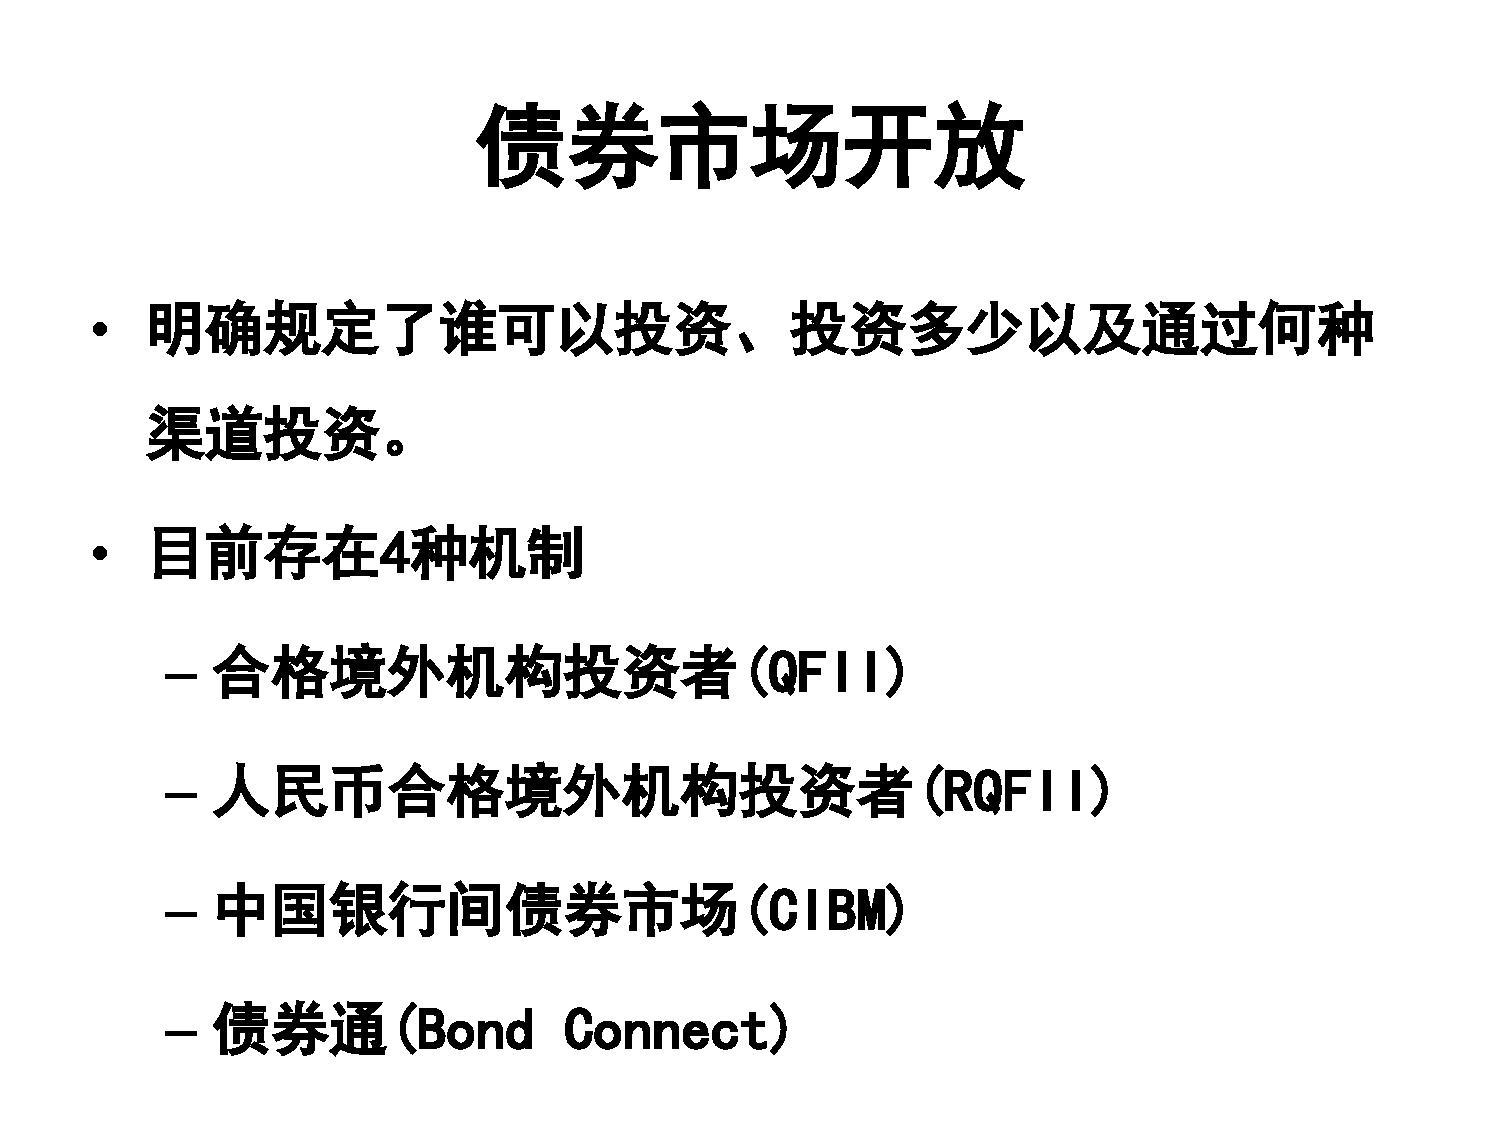 债券市场开放
• 明确规定了谁可以投资、投资多少以及通过何种
渠道投资。
• 目前存在4种机制
– 合格境外机构投资者(QFII)
– 人民币合格境外机构投资者(RQFII)
– 中国银行间债券市场(CIBM)
– 债券通(Bond Connect)